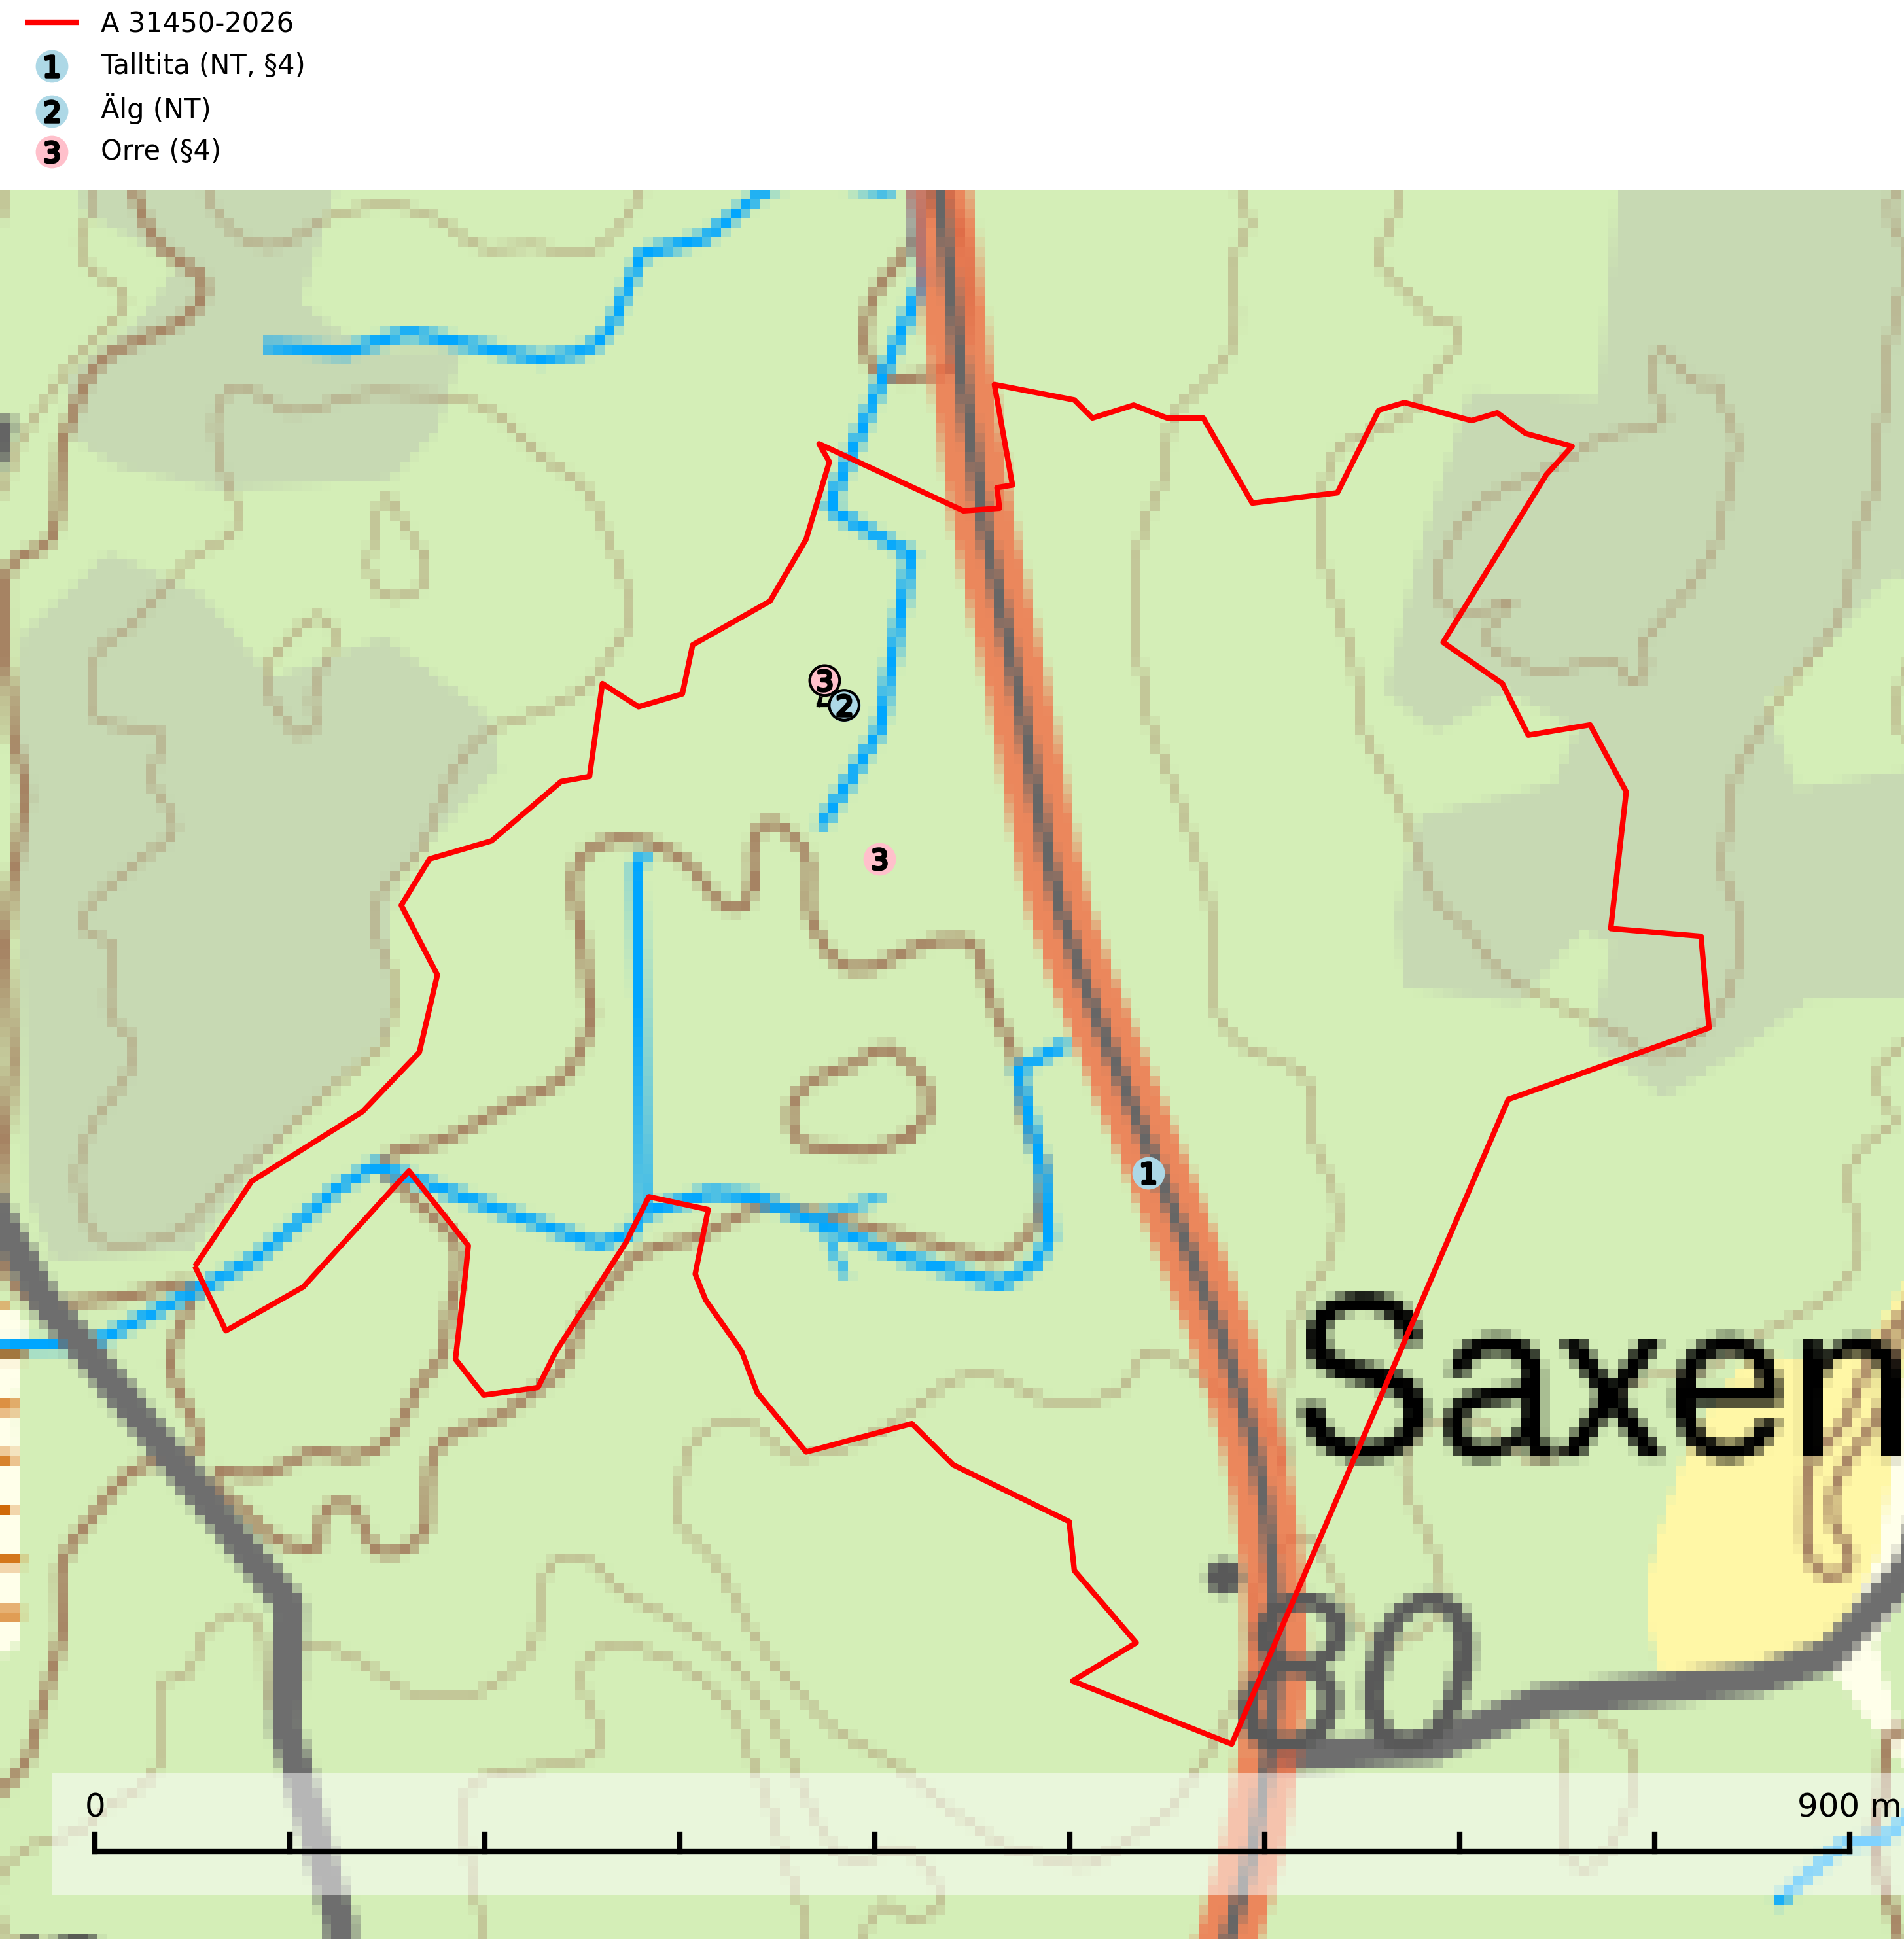 A 31450-2026
1 Talltita (NT, §4)
2 Älg (NT)
3 Orre (§4)
3
2
3
1
Saxen
80
0
900 m